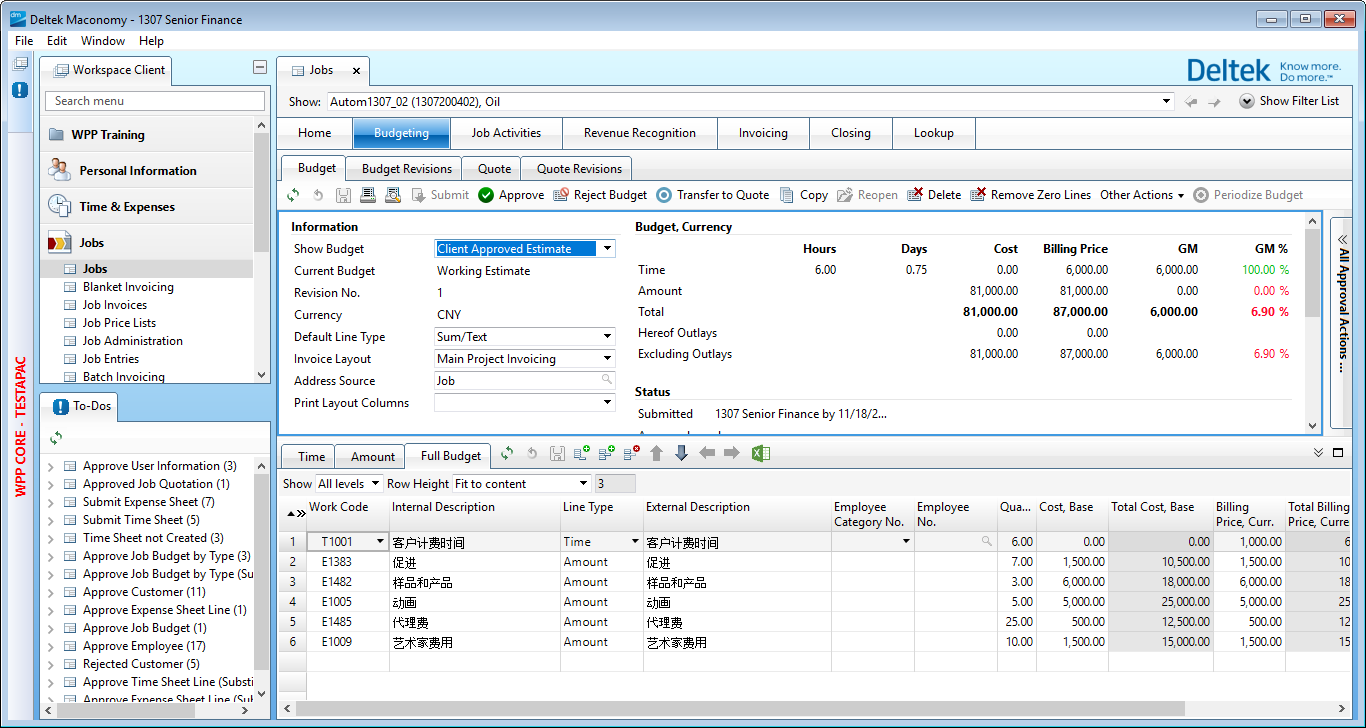 Deltek Maconomy - 1307 Senior Finance
File Edit Window Help
Workspace Client
Search menu
WPP Training
Personal Information
Time & Expenses
Jobs
Jobs
Blanket Invoicing
Job Invoices
Job Price Lists
Job Administration
Job Entries
Batch Invoicing
WPP CORE - TESTAPAC
To-Dos
Approve User Information (3)
Approved Job Quotation (1)
Submit Expense Sheet (7)
Submit Time Sheet (5)
Time Sheet not Created (3)
Approve Job Budget by Type (3)
Approve Job Budget by Type (Su
Approve Customer (11)
Approve Expense Sheet Line (1)
Approve Job Budget (1)
Approve Employee (17)
Rejected Customer (5)
Approve Time Sheet Line (Substi
Approve Expense Sheet Line (Sul
Jobs
Deltek Know more.
Do more.™
Show: Autom1307_02 (1307200402), Oil
Show Filter List
Home Budgeting Job Activities Revenue Recognition Invoicing Closing Lookup
Budget Budget Revisions Quote Quote Revisions
Submit Approve Reject Budget Transfer to Quote Copy Reopen Delete Remove Zero Lines Other Actions Periodize Budget
Information
Show Budget Client Approved Estimate
Current Budget Working Estimate
Revision No. 1
Currency CNY
Default Line Type Sum/Text
Invoice Layout Main Project Invoicing
Address Source Job
Print Layout Columns
Budget, Currency
Hours Days Cost Billing Price GM GM %
Time 6.00 0.75 0.00 6,000.00 6,000.00 100.00 %
Amount 81,000.00 81,000.00 0.00 0.00 %
Total 81,000.00 87,000.00 6,000.00 6.90 %
Hereof Outlays 0.00 0.00
Excluding Outlays 81,000.00 87,000.00 6,000.00 6.90 %
Status
Submitted 1307 Senior Finance by 11/18/2...
All Approval Actions ...
Time Amount Full Budget
Show All levels Row Height Fit to content 3
Work Code Internal Description Line Type External Description Employee Category No. Employee No. Qua... Cost, Base Total Cost, Base Billing Price, Curr. Total Billing Price, Curre
1 T1001 客户计费时间 Time 客户计费时间 6.00 0.00 0.00 1,000.00 6
2 E1383 促进 Amount 促进 7.00 1,500.00 10,500.00 1,500.00 10
3 E1482 样品和产品 Amount 样品和产品 3.00 6,000.00 18,000.00 6,000.00 18
4 E1005 动画 Amount 动画 5.00 5,000.00 25,000.00 5,000.00 25
5 E1485 代理费 Amount 代理费 25.00 500.00 12,500.00 500.00 12
6 E1009 艺术家费用 Amount 艺术家费用 10.00 1,500.00 15,000.00 1,500.00 15